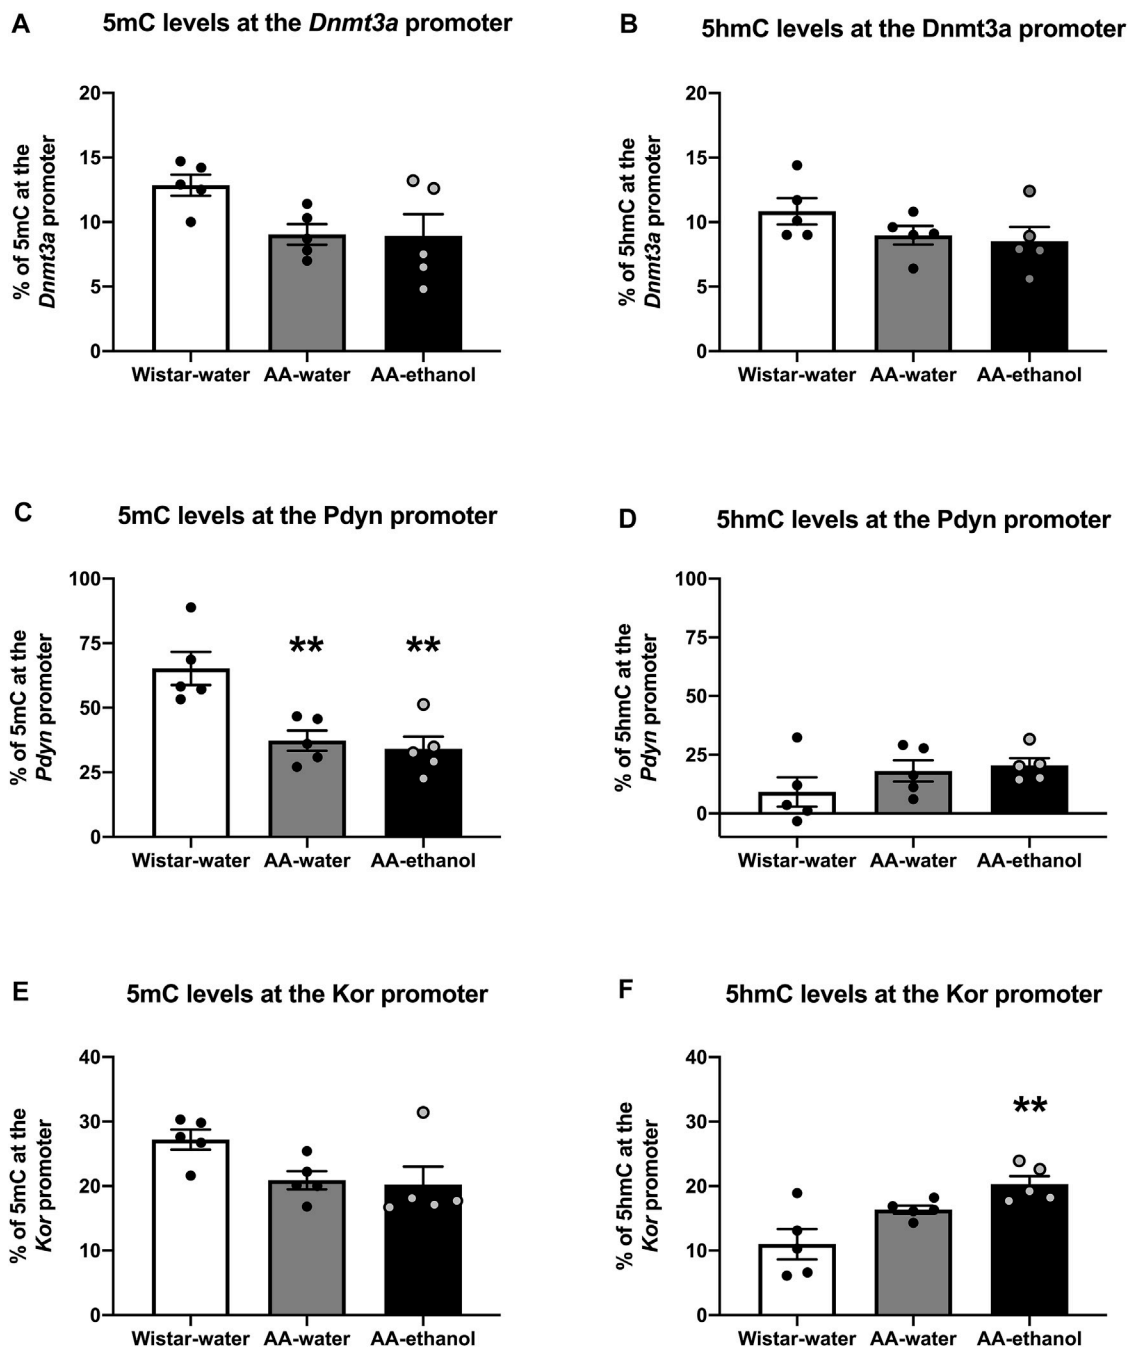 A
5mC levels at the Dnmt3a promoter
% of 5mC at the
Dnmt3a promoter
20
15
10
5
0
Wistar-water AA-water AA-ethanol
B
5hmC levels at the Dnmt3a promoter
% of 5hmC at the
Dnmt3a promoter
20
15
10
5
0
Wistar-water AA-water AA-ethanol
C
5mC levels at the Pdyn promoter
% of 5mC at the
Pdyn promoter
100
75
50
25
0
** **
Wistar-water AA-water AA-ethanol
D
5hmC levels at the Pdyn promoter
% of 5hmC at the
Pdyn promoter
100
75
50
25
0
Wistar-water AA-water AA-ethanol
E
5mC levels at the Kor promoter
% of 5mC at the
Kor promoter
40
30
20
10
0
Wistar-water AA-water AA-ethanol
F
5hmC levels at the Kor promoter
% of 5hmC at the
Kor promoter
40
30
20
10
0
**
Wistar-water AA-water AA-ethanol